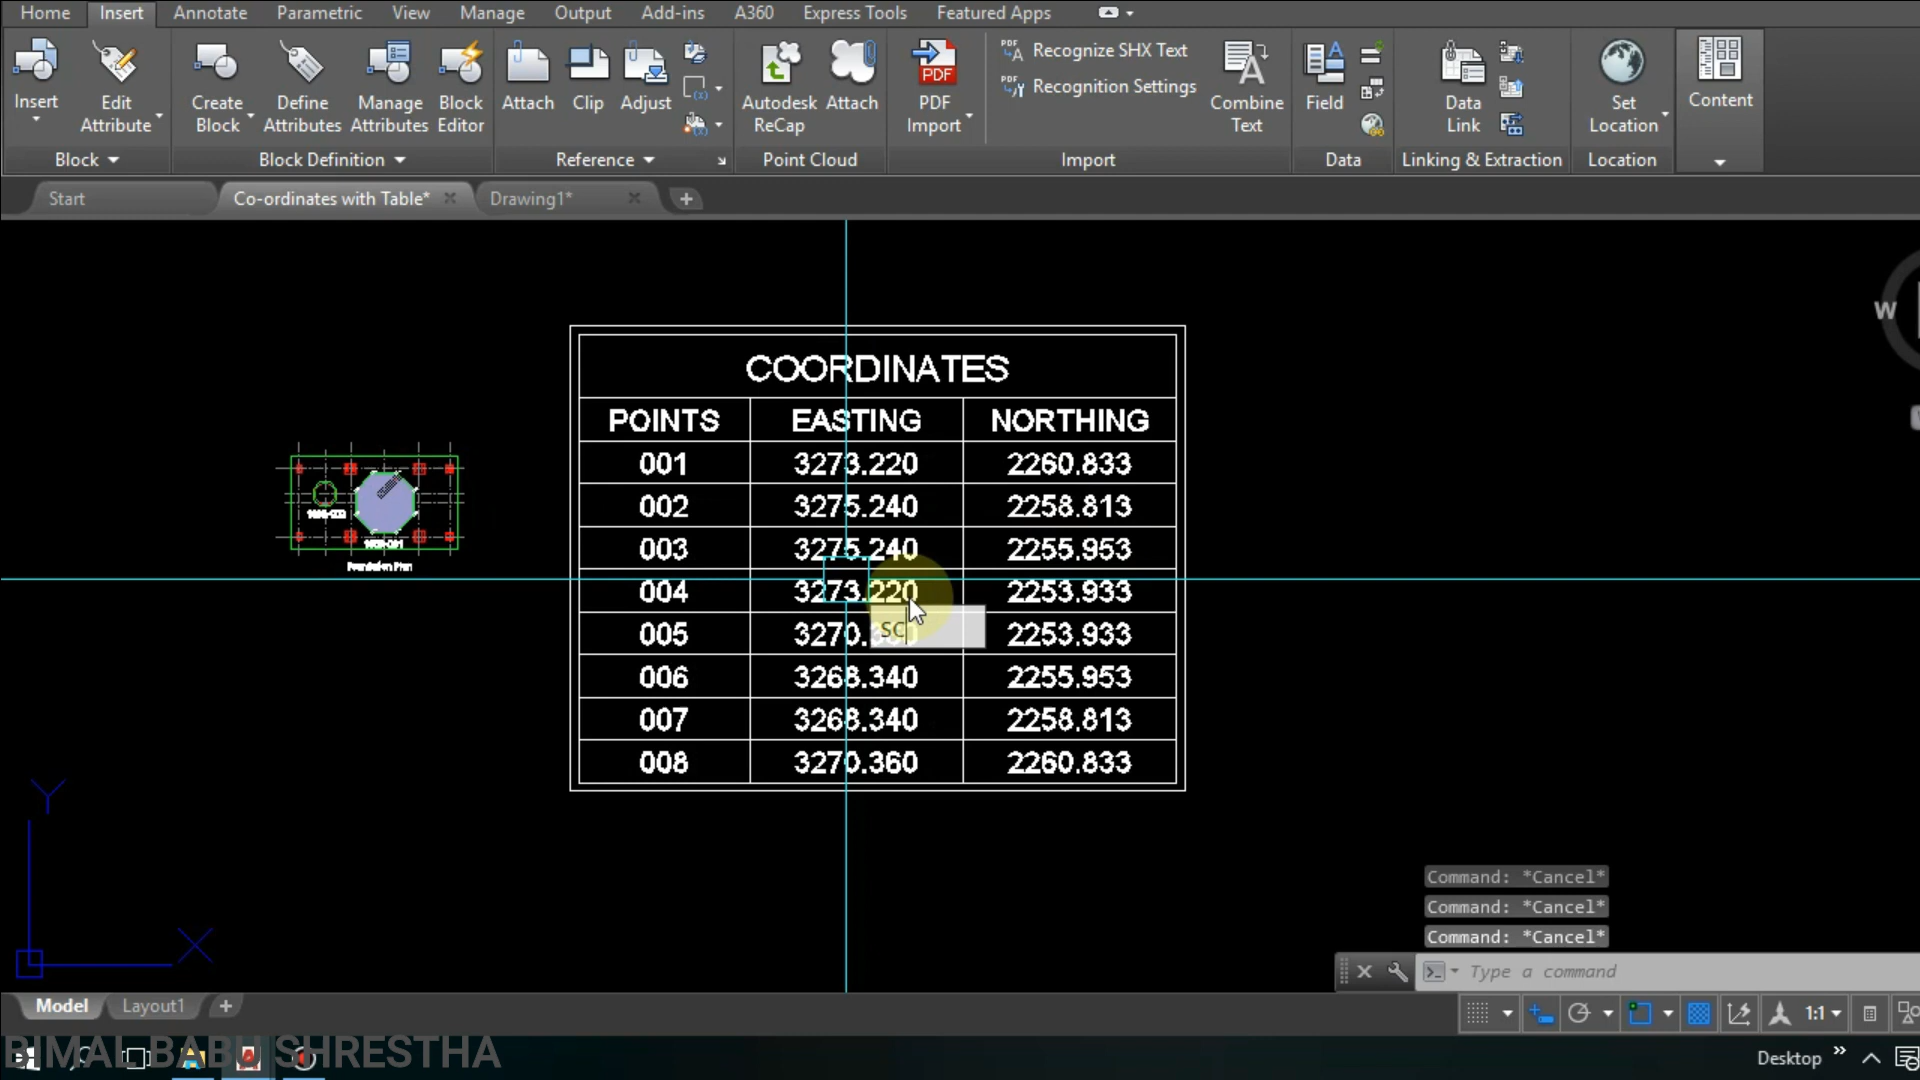 Home Insert Annotate Parametric View Manage Output Add-ins A360 Express Tools Featured Apps
Insert
Edit Attribute
Create Block
Define Attributes
Manage Attributes
Block Editor
Attach
Clip
Adjust
Autodesk ReCap
Attach
PDF Import
Recognize SHX Text
Recognition Settings
Combine Text
Field
Data Link
Set Location
Content
Block
Block Definition
Reference
Point Cloud
Import
Data
Linking & Extraction
Location
Start
Co-ordinates with Table*
Drawing1*
COORDINATES
POINTS EASTING NORTHING
001 3273.220 2260.833
002 3275.240 2258.813
003 3275.240 2255.953
004 3273.220 2253.933
005 2253.933
006 3268.340 2255.953
007 3268.340 2258.813
008 3270.360 2260.833
SC
W
Foundation Plan
Y
X
Command: *Cancel*
Command: *Cancel*
Command: *Cancel*
Type a command
Model Layout1
1:1
BIMAL BABU SHRESTHA
Desktop